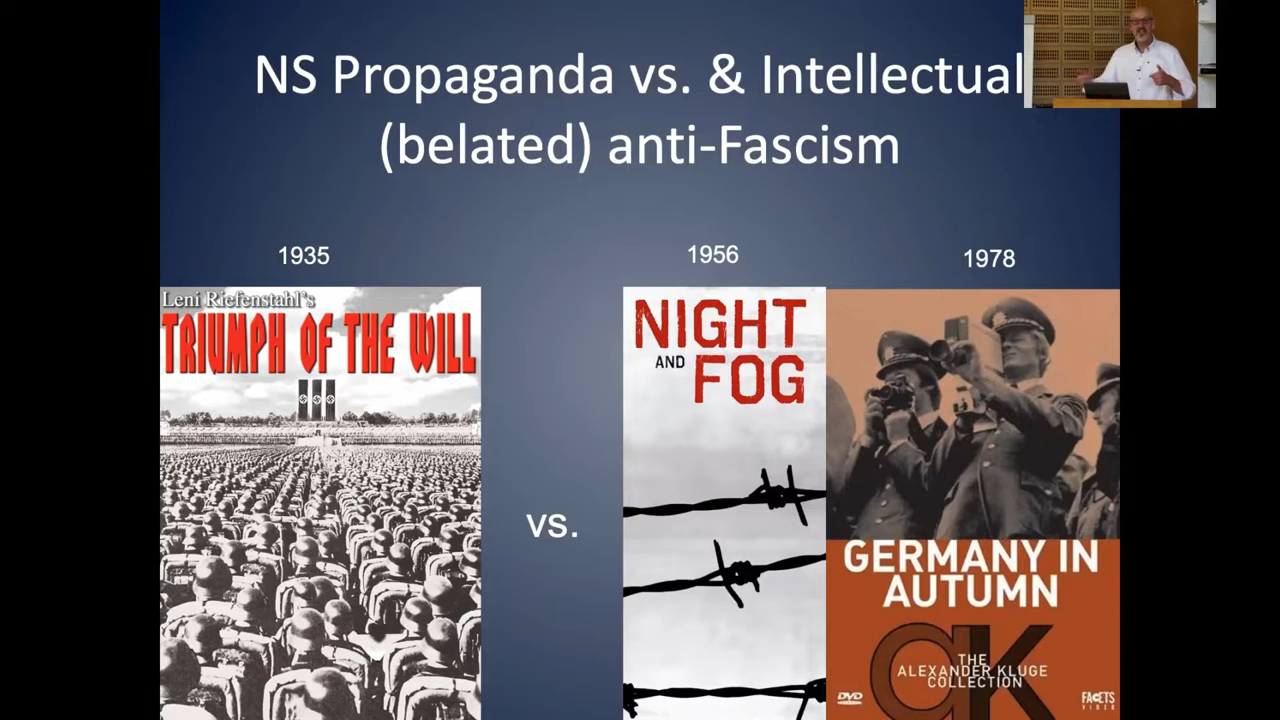 NS Propaganda vs. & Intellectual
(belated) anti-Fascism
1935
1956
1978
Leni Riefenstahl's
TRIUMPH OF THE WILL
vs.
NIGHT
AND
FOG
GERMANY IN
AUTUMN
ak
THE
ALEXANDER KLUGE
COLLECTION
DVD
FACETS
VIDEO